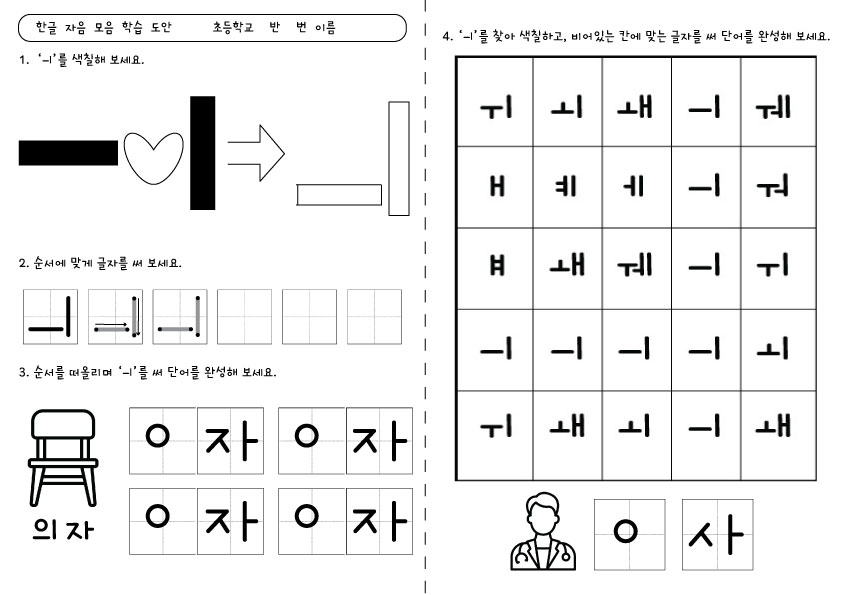 한글 자음 모음 학습 도안 초등학교 반 번 이름
1. 'ㅢ'를 색칠해 보세요.
2. 순서에 맞게 글자를 써 보세요.
ㅢ ㅢ ㅢ
3. 순서를 떠올리며 'ㅢ'를 써 단어를 완성해 보세요.
ㅇ 자 ㅇ 자
ㅇ 자 ㅇ 자
의자
4. 'ㅢ'를 찾아 색칠하고, 비어있는 칸에 맞는 글자를 써 단어를 완성해 보세요.
ㅟ ㅚ ㅙ ㅢ ㅞ
ㅐ ㅖ ㅔ ㅢ ㅝ
ㅒ ㅙ ㅞ ㅢ ㅟ
ㅢ ㅢ ㅢ ㅢ ㅚ
ㅟ ㅙ ㅚ ㅢ ㅙ
ㅇ 사